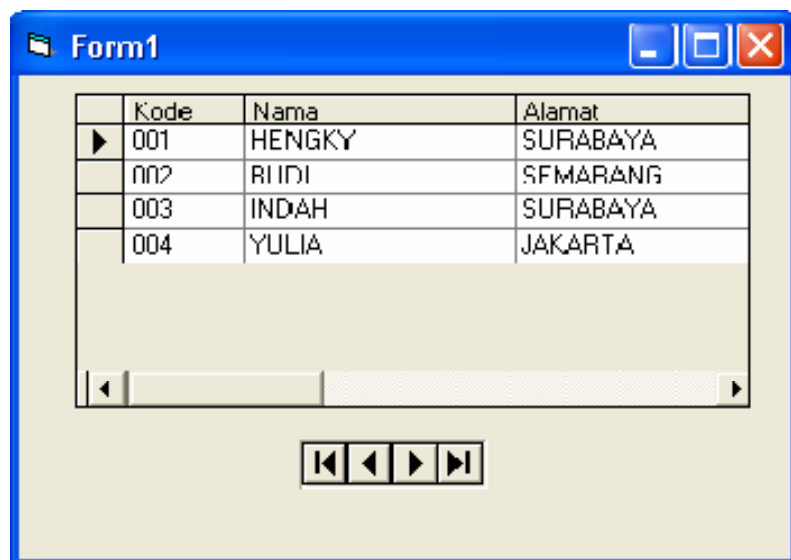 Form1
Kode Nama Alamat
001 HENGKY SURABAYA
002 BUDI SEMARANG
003 INDAH SURABAYA
004 YULIA JAKARTA